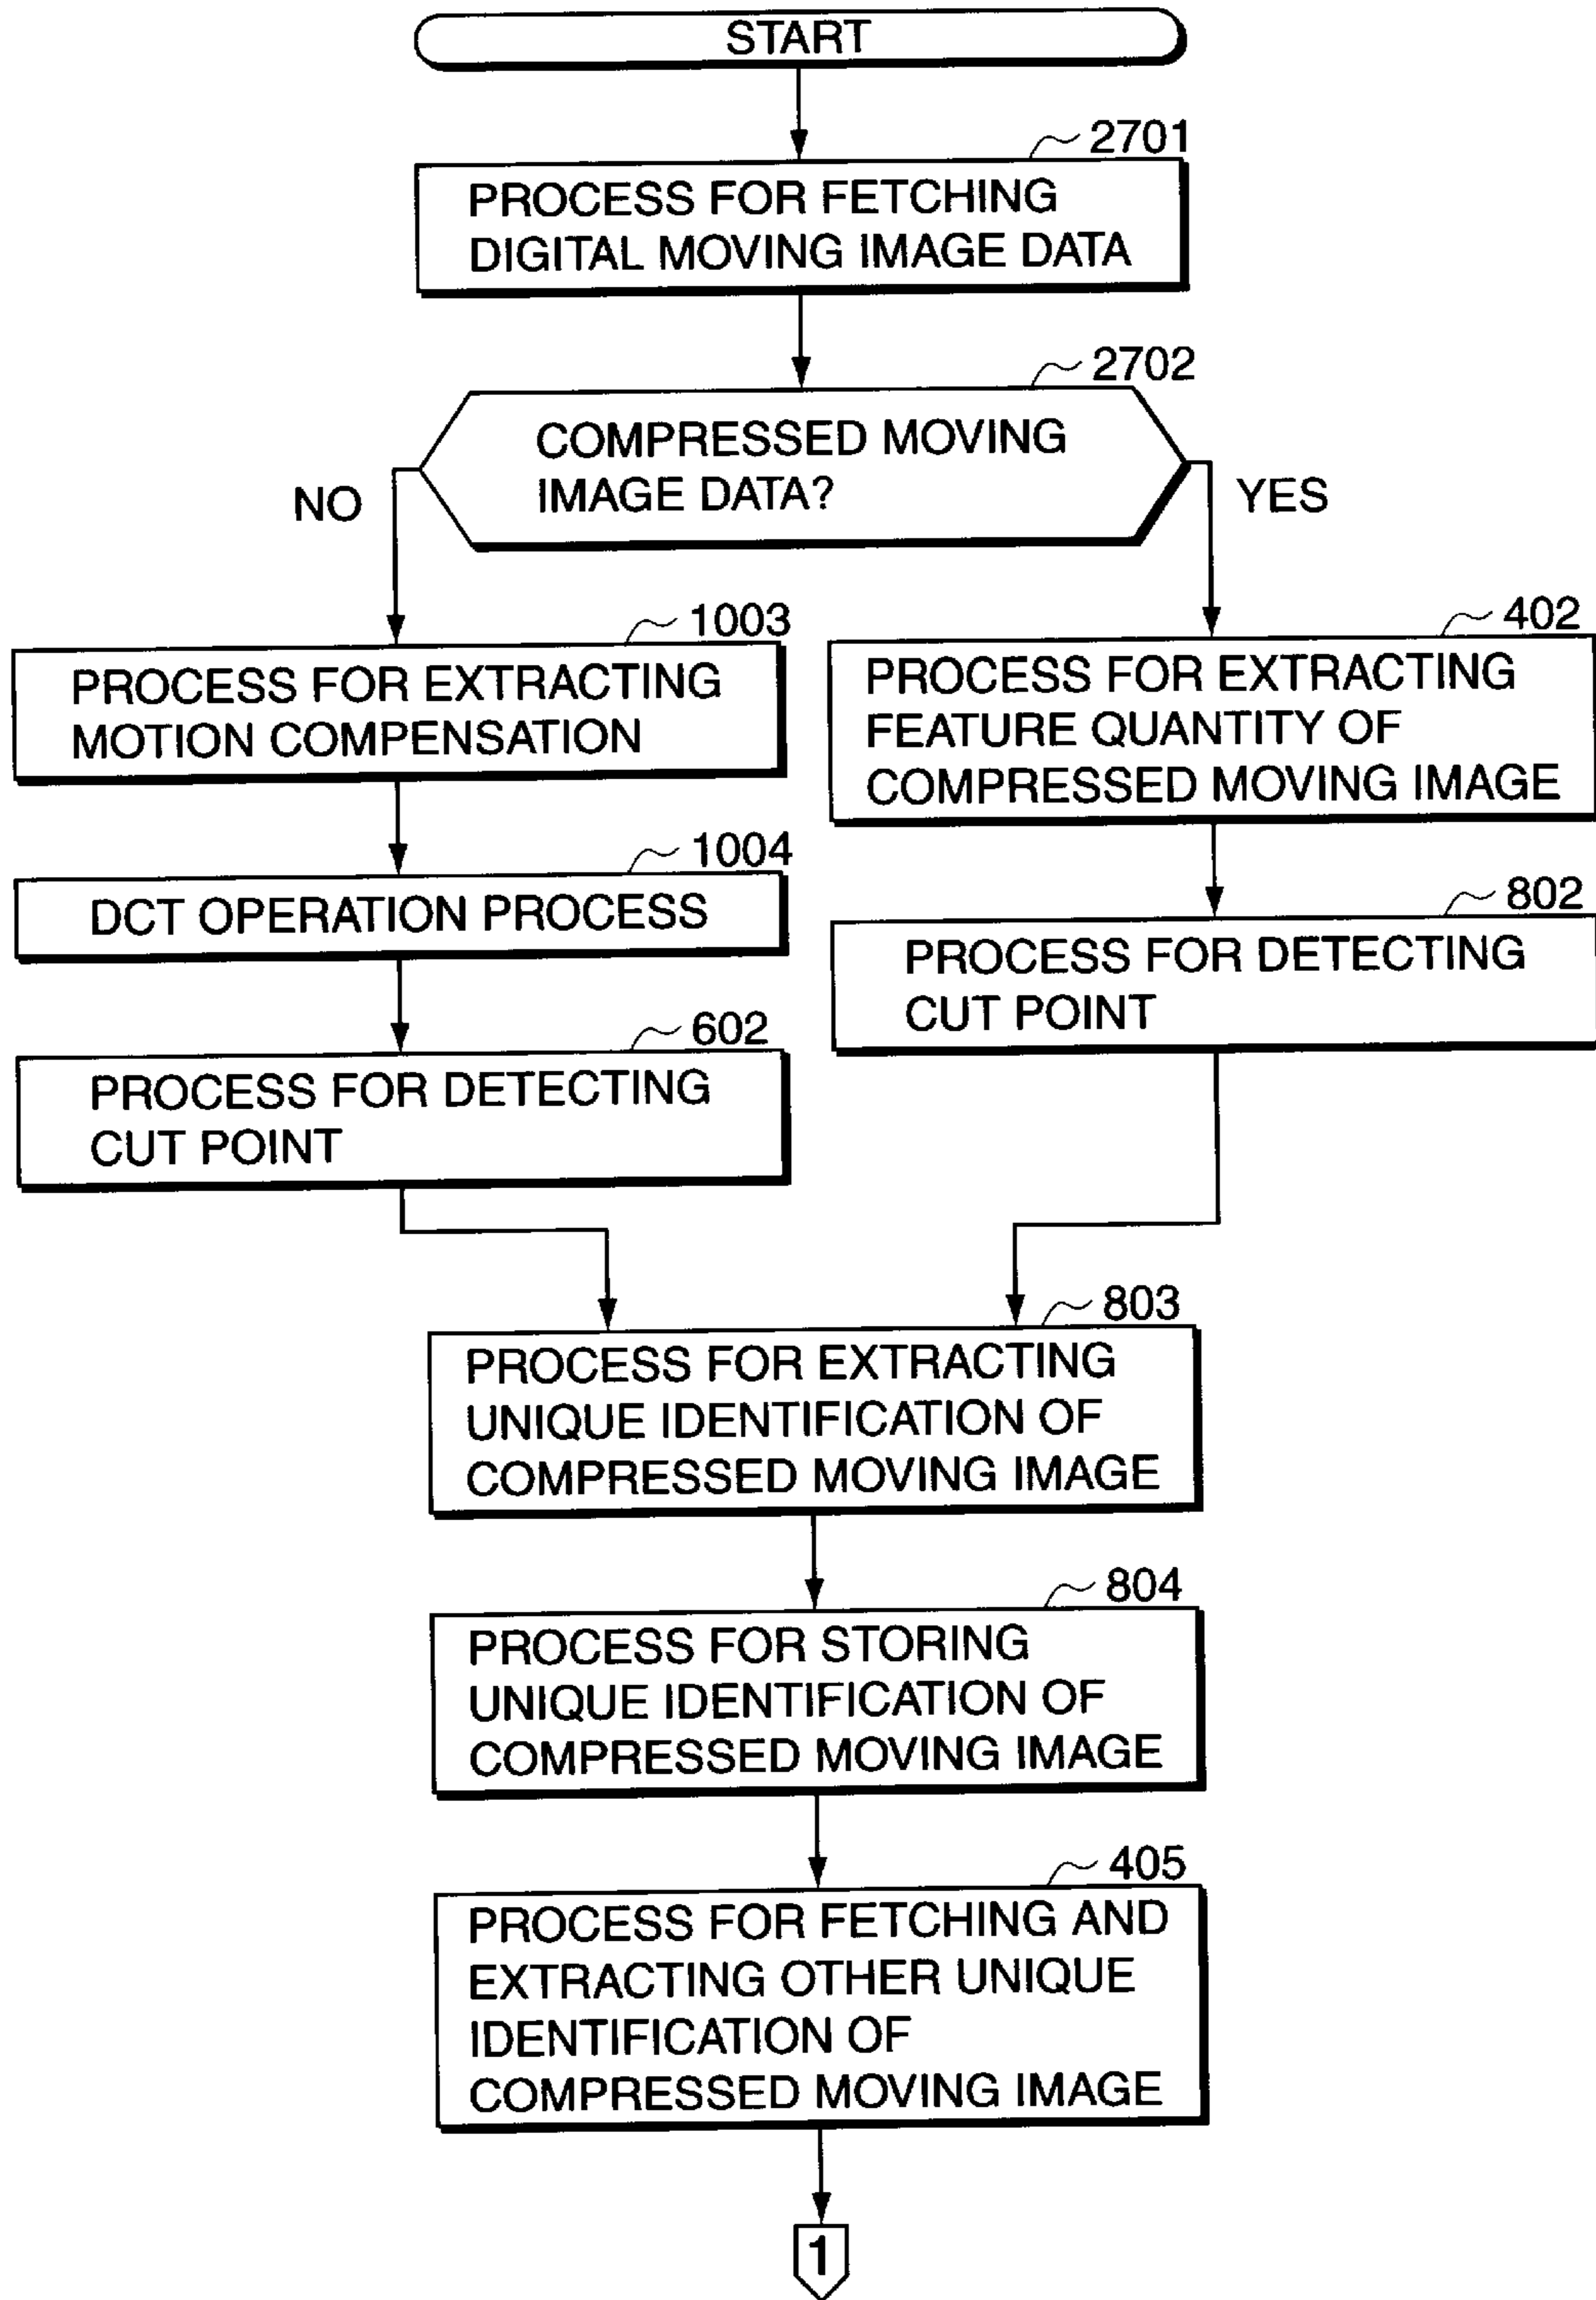 START
2701
PROCESS FOR FETCHING
DIGITAL MOVING IMAGE DATA
2702
COMPRESSED MOVING
IMAGE DATA?
NO
YES
1003
PROCESS FOR EXTRACTING
MOTION COMPENSATION
402
PROCESS FOR EXTRACTING
FEATURE QUANTITY OF
COMPRESSED MOVING IMAGE
1004
DCT OPERATION PROCESS
802
PROCESS FOR DETECTING
CUT POINT
602
PROCESS FOR DETECTING
CUT POINT
803
PROCESS FOR EXTRACTING
UNIQUE IDENTIFICATION OF
COMPRESSED MOVING IMAGE
804
PROCESS FOR STORING
UNIQUE IDENTIFICATION OF
COMPRESSED MOVING IMAGE
405
PROCESS FOR FETCHING AND
EXTRACTING OTHER UNIQUE
IDENTIFICATION OF
COMPRESSED MOVING IMAGE
1